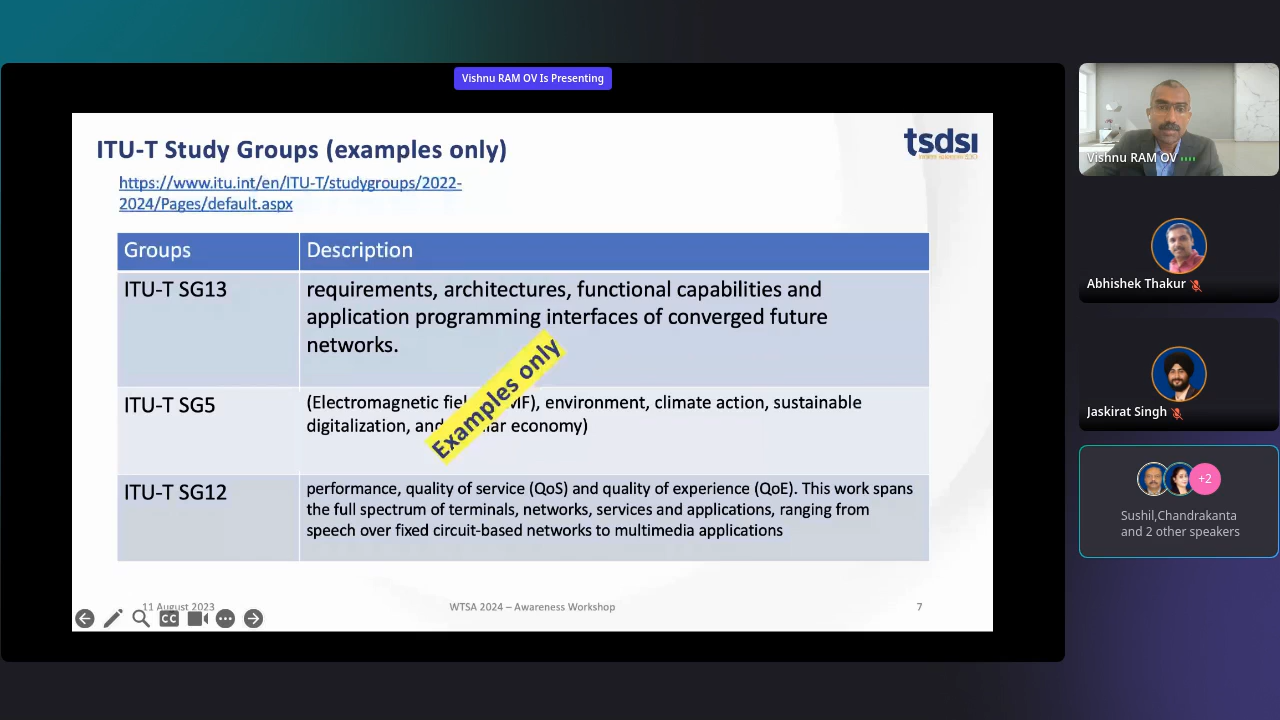 Vishnu RAM OV Is Presenting
ITU-T Study Groups (examples only)
tsdsi
https://www.itu.int/en/ITU-T/studygroups/2022-
2024/Pages/default.aspx
Groups
Description
ITU-T SG13
requirements, architectures, functional capabilities and
application programming interfaces of converged future
networks.
Examples only
ITU-T SG5
(Electromagnetic MF), environment, climate action, sustainable
digitalization, and economy)
ITU-T SG12
performance, quality of service (QoS) and quality of experience (QoE). This work spans
the full spectrum of terminals, networks, services and applications, ranging from
speech over fixed circuit-based networks to multimedia applications
11 August 2023
WTSA 2024 – Awareness Workshop
7
CC
Vishnu RAM OV
Abhishek Thakur
Jaskirat Singh
+2
Sushil,Chandrakanta
and 2 other speakers